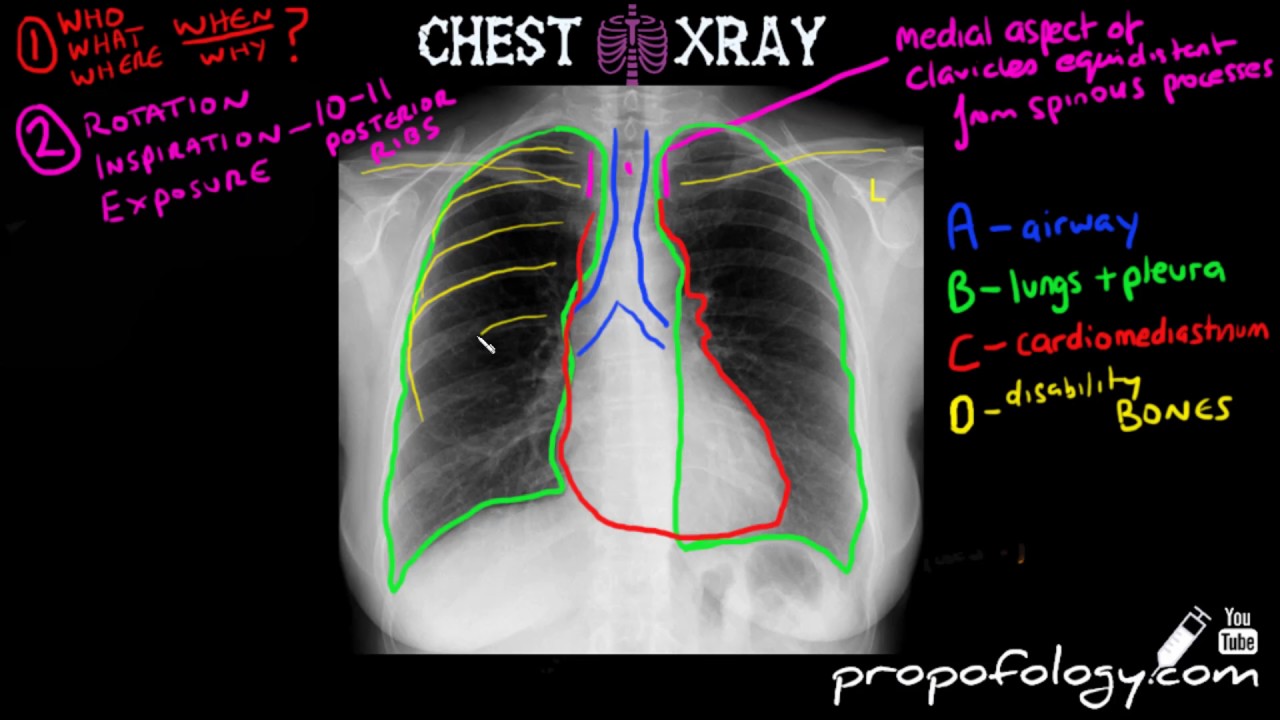 CHEST XRAY
① WHO
WHAT
WHERE
WHEN
WHY
?
② ROTATION
INSPIRATION - 10-11
POSTERIOR
RIBS
EXPOSURE
medial aspect of
clavicles equidistant
from spinous processes
L
A - airway
B - lungs + pleura
C - cardiomediastnum
D - disability
BONES
You
Tube
propofology.com